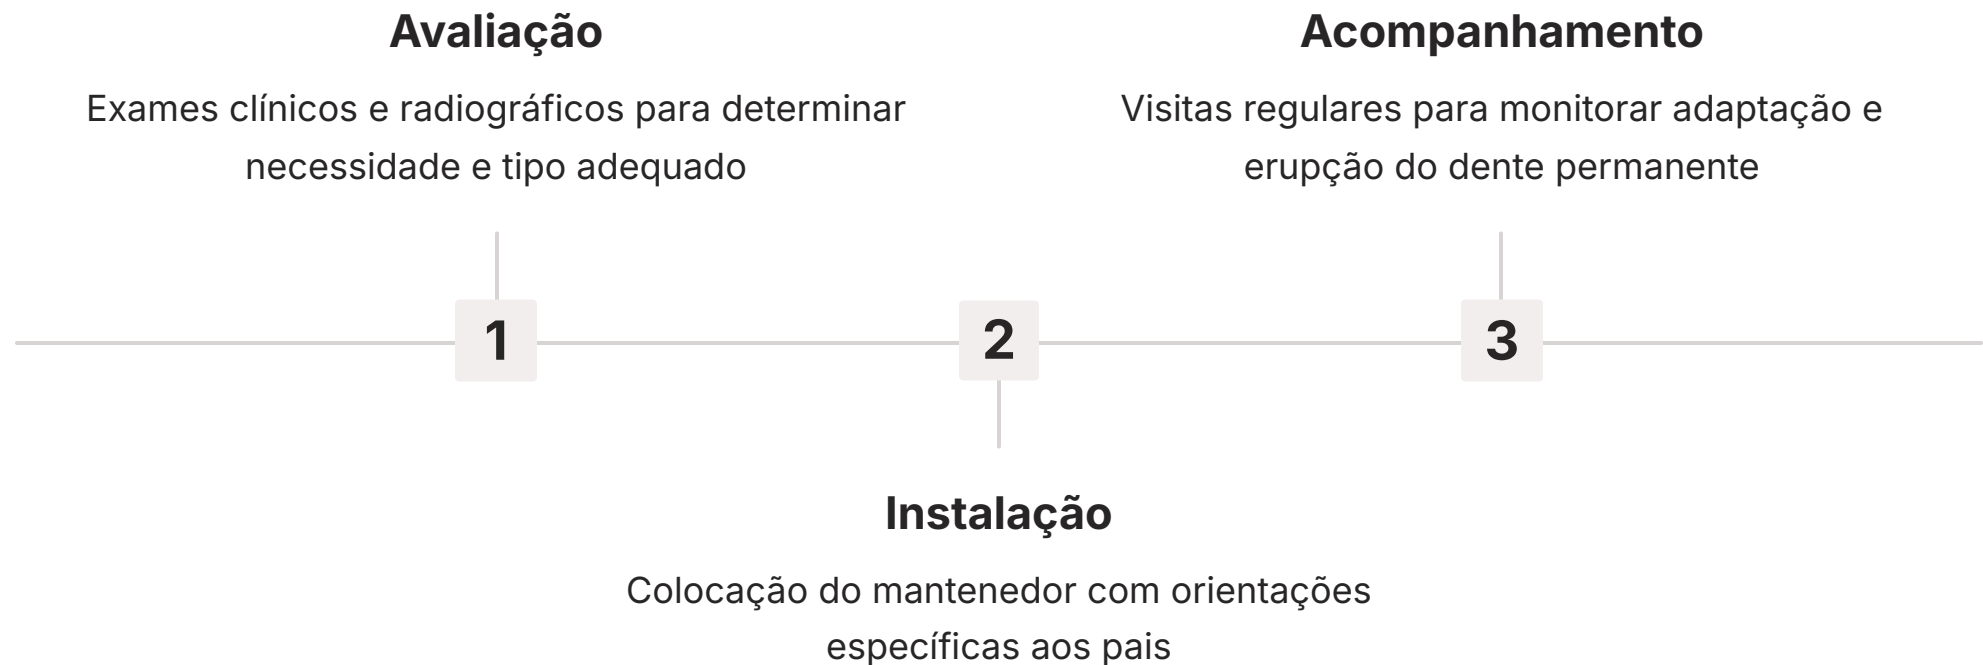 Avaliação
Exames clínicos e radiográficos para determinar
necessidade e tipo adequado
1
Instalação
Colocação do mantenedor com orientações
específicas aos pais
2
Acompanhamento
Visitas regulares para monitorar adaptação e
erupção do dente permanente
3